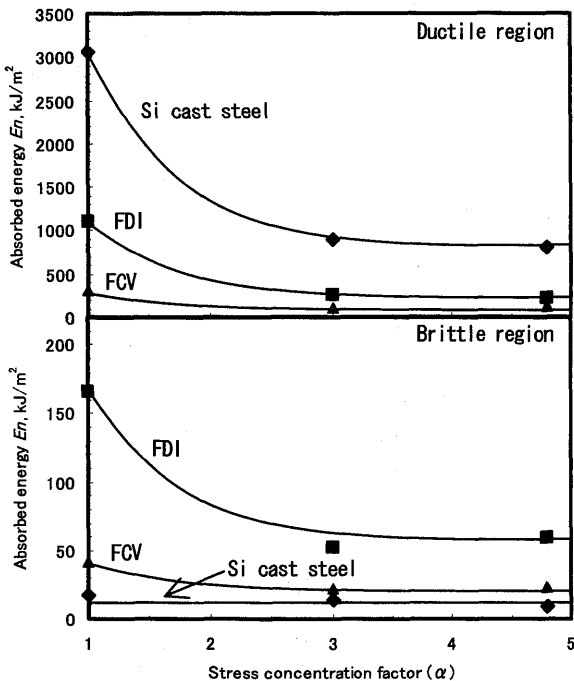 3500
Ductile region
3000
Si cast steel
2500
2000
1500
FDI
1000
500
FCV
0
Absorbed energy En, kJ/m²
Brittle region
200
150
FDI
100
50
FCV
Si cast steel
0
Absorbed energy En, kJ/m²
1 2 3 4 5
Stress concentration factor (α)